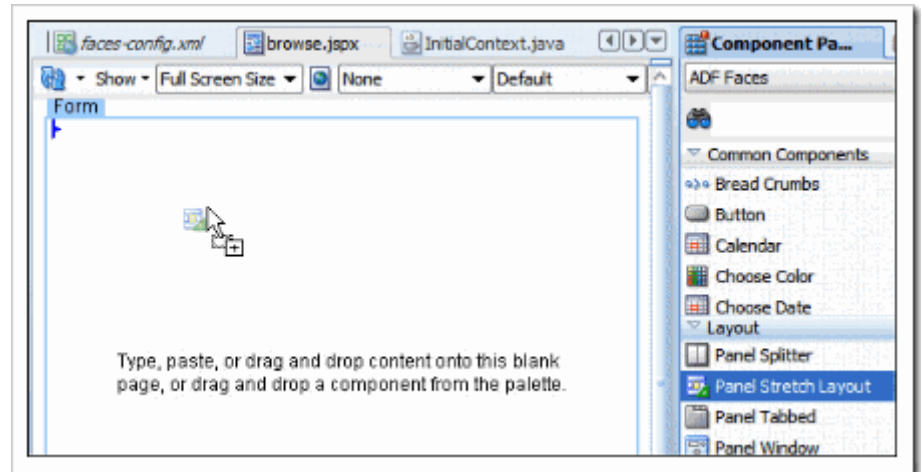 faces-config.xml browse.jspx InitialContext.java Component Pa...
Show Full Screen Size None Default ADF Faces
Form
Common Components
Bread Crumbs
Button
Calendar
Choose Color
Choose Date
Layout
Panel Splitter
Panel Stretch Layout
Panel Tabbed
Panel Window
Type, paste, or drag and drop content onto this blank
page, or drag and drop a component from the palette.